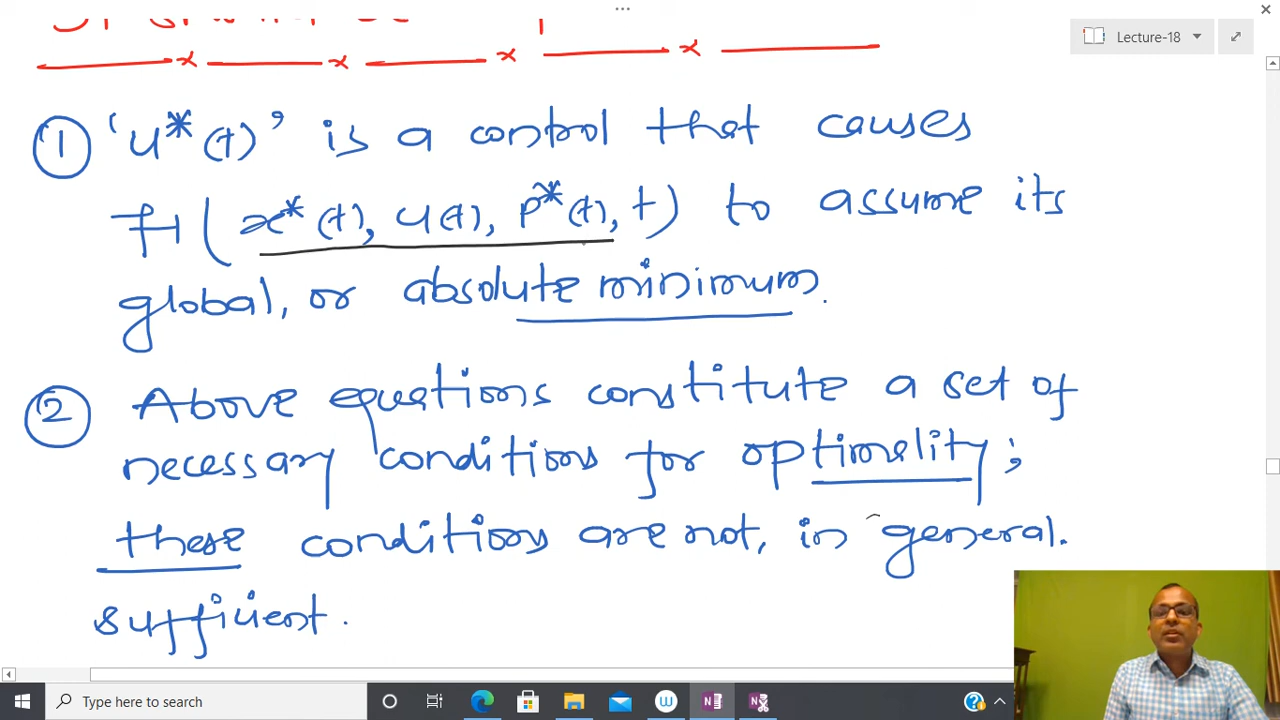 Lecture-18
① 'u*(t)' is a control that causes
H(x*(t), u(t), p*(t), t) to assume its
global, or absolute minimum.
② Above equations constitute a set of
necessary conditions for optimality;
these conditions are not, in general.
sufficient.
Type here to search